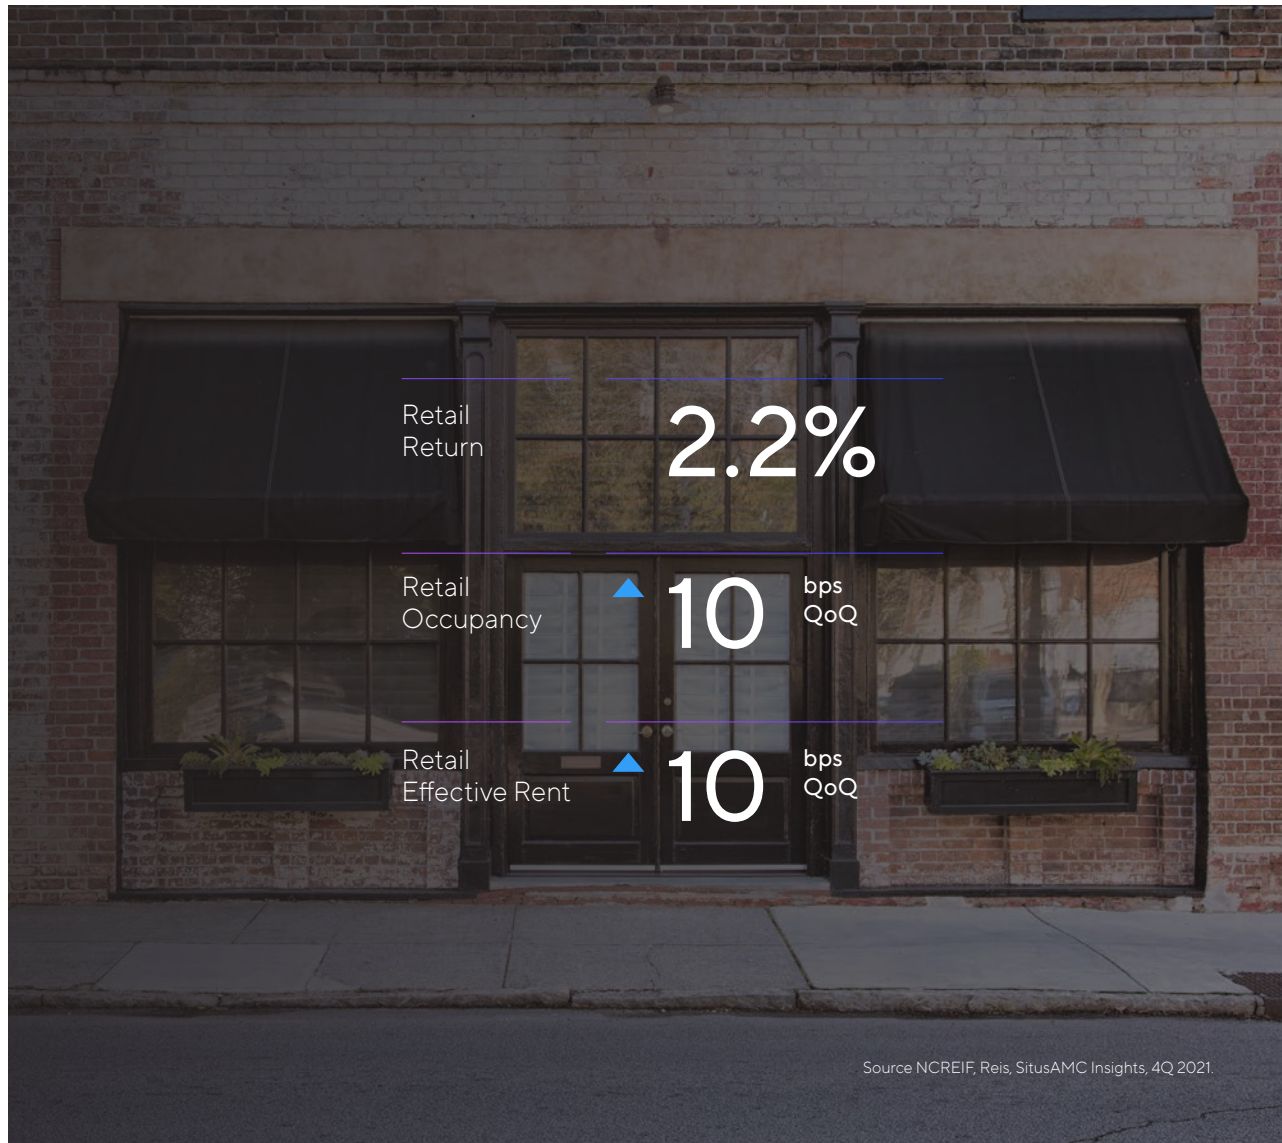 Retail
Return
2.2%
Retail
Occupancy
10
bps
QoQ
Retail
Effective Rent
10
bps
QoQ
Source NCREIF, Reis, SitusAMC Insights, 4Q 2021.